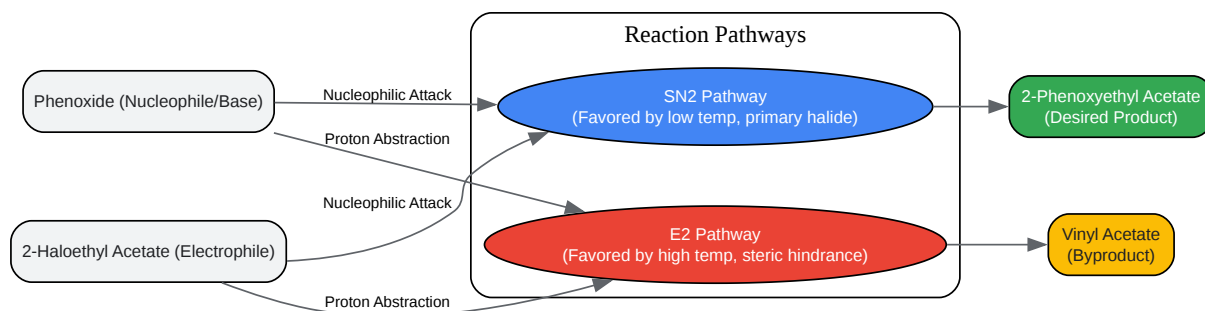 Reaction Pathways
Phenoxide (Nucleophile/Base)
Nucleophilic Attack
SN2 Pathway
(Favored by low temp, primary halide)
2-Phenoxyethyl Acetate
(Desired Product)
Proton Abstraction
Nucleophilic Attack
2-Haloethyl Acetate (Electrophile)
E2 Pathway
(Favored by high temp, steric hindrance)
Vinyl Acetate
(Byproduct)
Proton Abstraction